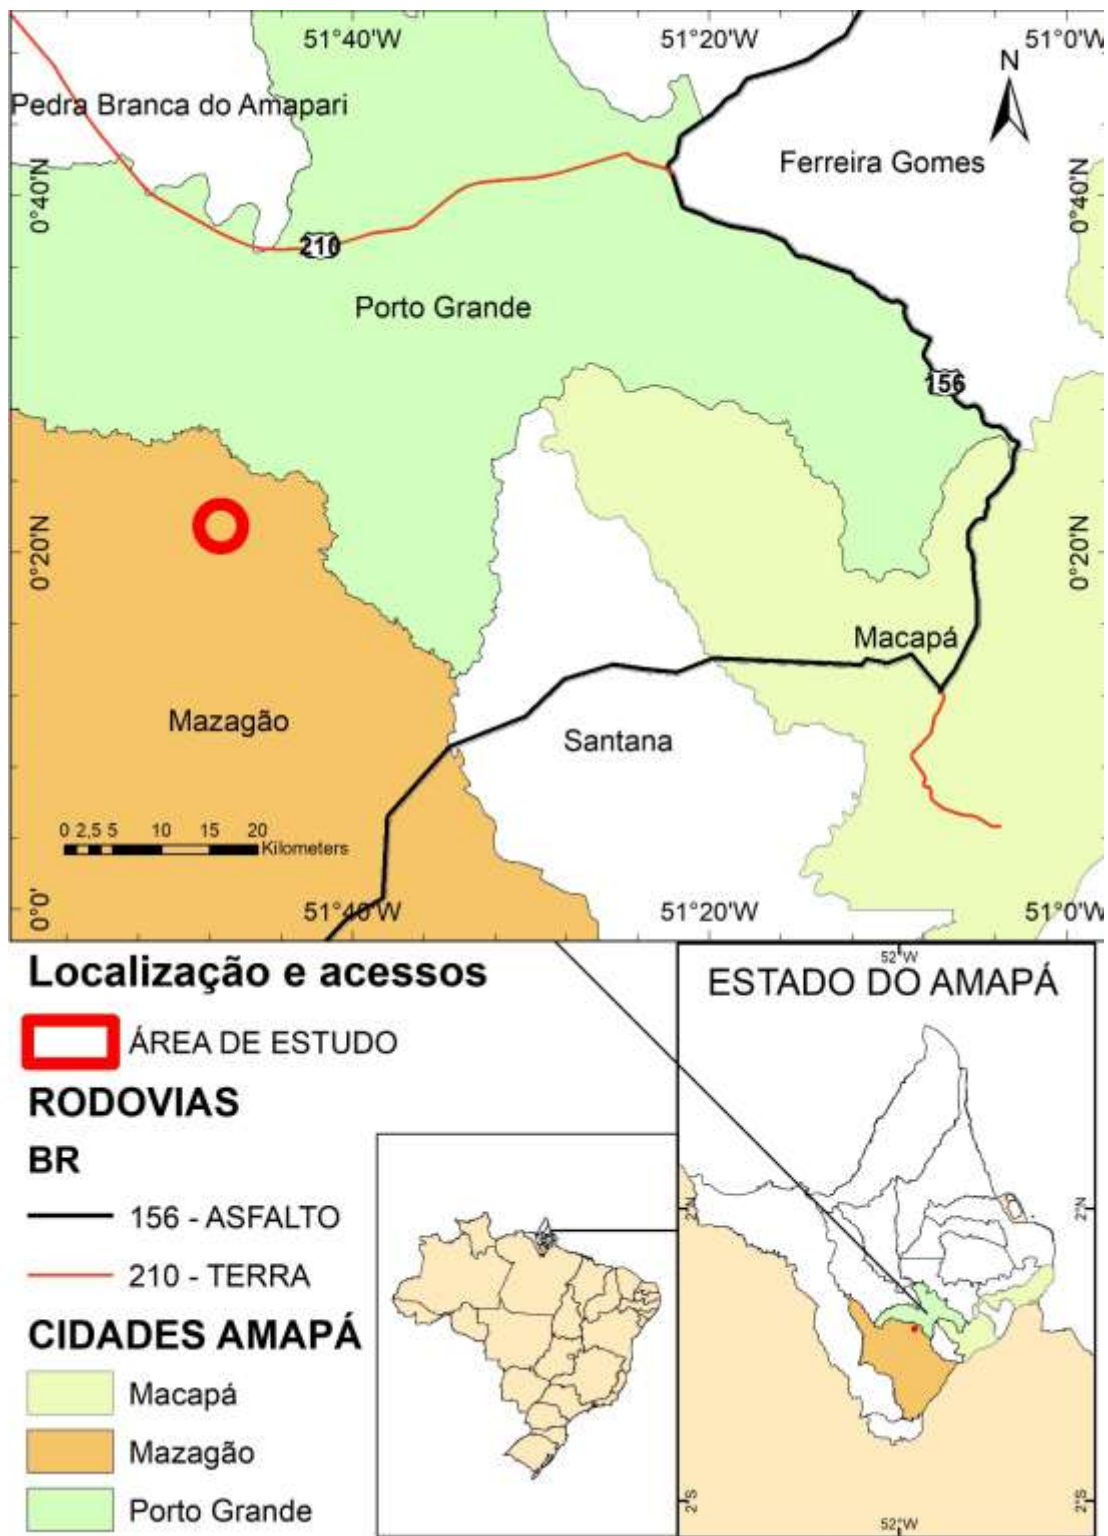 51°40'W
51°20'W
51°0'W
N
Pedra Branca do Amapari
Ferreira Gomes
0°40'N
0°40'N
210
Porto Grande
156
0°20'N
0°20'N
Macapá
Mazagão
Santana
0 2,5 5 10 15 20
Kilometers
0°0'
51°40'W
51°20'W
51°0'W
Localização e acessos
ÁREA DE ESTUDO
RODOVIAS
BR
156 - ASFALTO
210 - TERRA
CIDADES AMAPÁ
Macapá
Mazagão
Porto Grande
52°W
ESTADO DO AMAPÁ
2°N
2°N
2°S
2°S
52°W